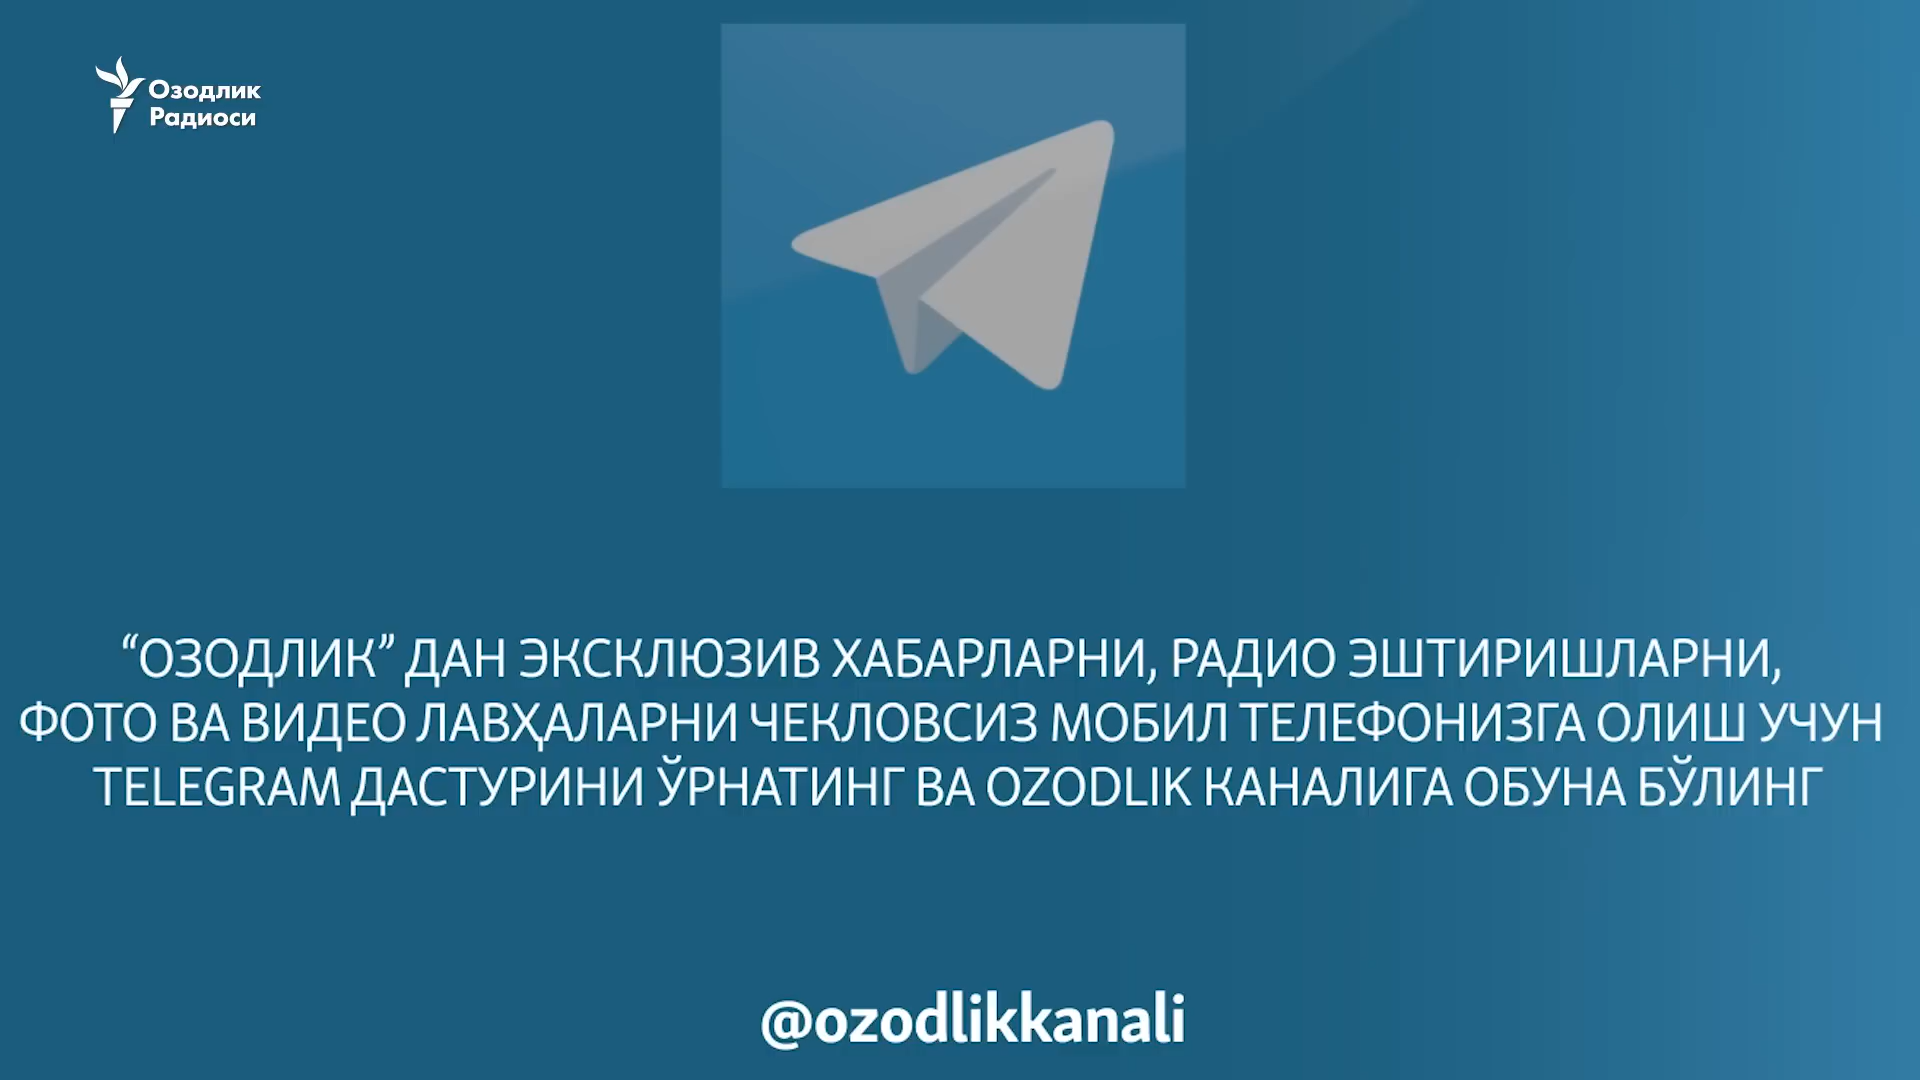 Озодлик
Радиоси
“ОЗОДЛИК” ДАН ЭКСКЛЮЗИВ ХАБАРЛАРНИ, РАДИО ЭШТИРИШЛАРНИ,
ФОТО ВА ВИДЕО ЛАВҲАЛАРНИ ЧЕКЛОВСИЗ МОБИЛ ТЕЛЕФОНИЗГА ОЛИШ УЧУН
TELEGRAM ДАСТУРИНИ ЎРНАТИНГ ВА OZODLIK КАНАЛИГА ОБУНА БЎЛИНГ
@ozodlikkanali